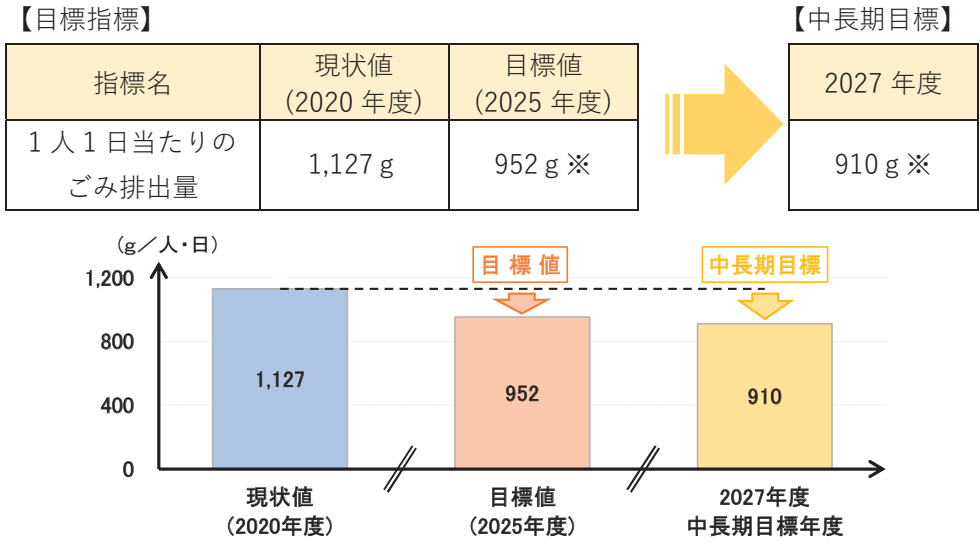 【目標指標】
【中長期目標】
指標名
現状値
(2020 年度)
目標値
(2025 年度)
2027 年度
1人1日当たりの
ごみ排出量
1,127ｇ
952ｇ※
910ｇ※
(g／人・日)
目 標 値
中長期目標
1,200
800
400
0
1,127
952
910
現状値
(2020年度)
目標値
(2025年度)
2027年度
中長期目標年度